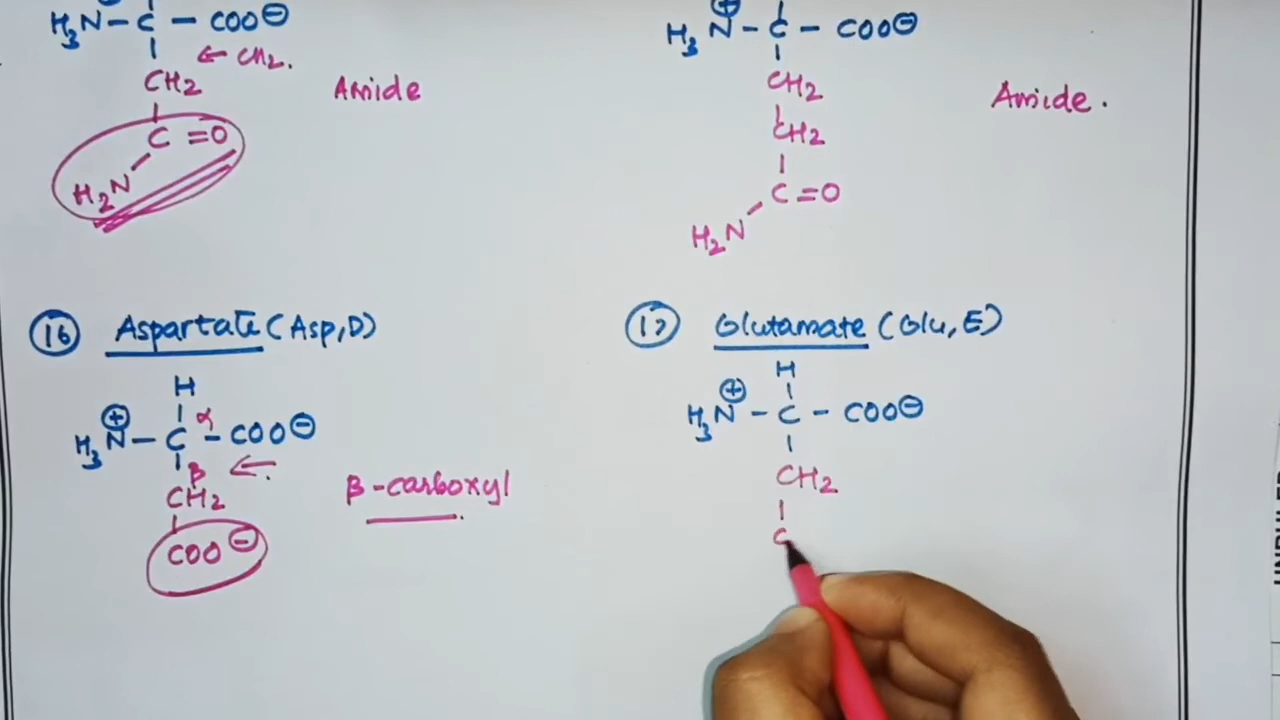 H₃N⊕ – C – COO⊖
← CH₂.
CH₂
Amide
C = O
H₂N
H₃N⊕ – C – COO⊖
CH₂
CH₂
Amide.
C = O
H₂N
16 Aspartate (Asp, D)
H
H₃N⊕ – C α – COO⊖
β ←
CH₂
COO⊖
β-carboxyl
17 Glutamate (Glu, E)
H
H₃N⊕ – C – COO⊖
CH₂
C